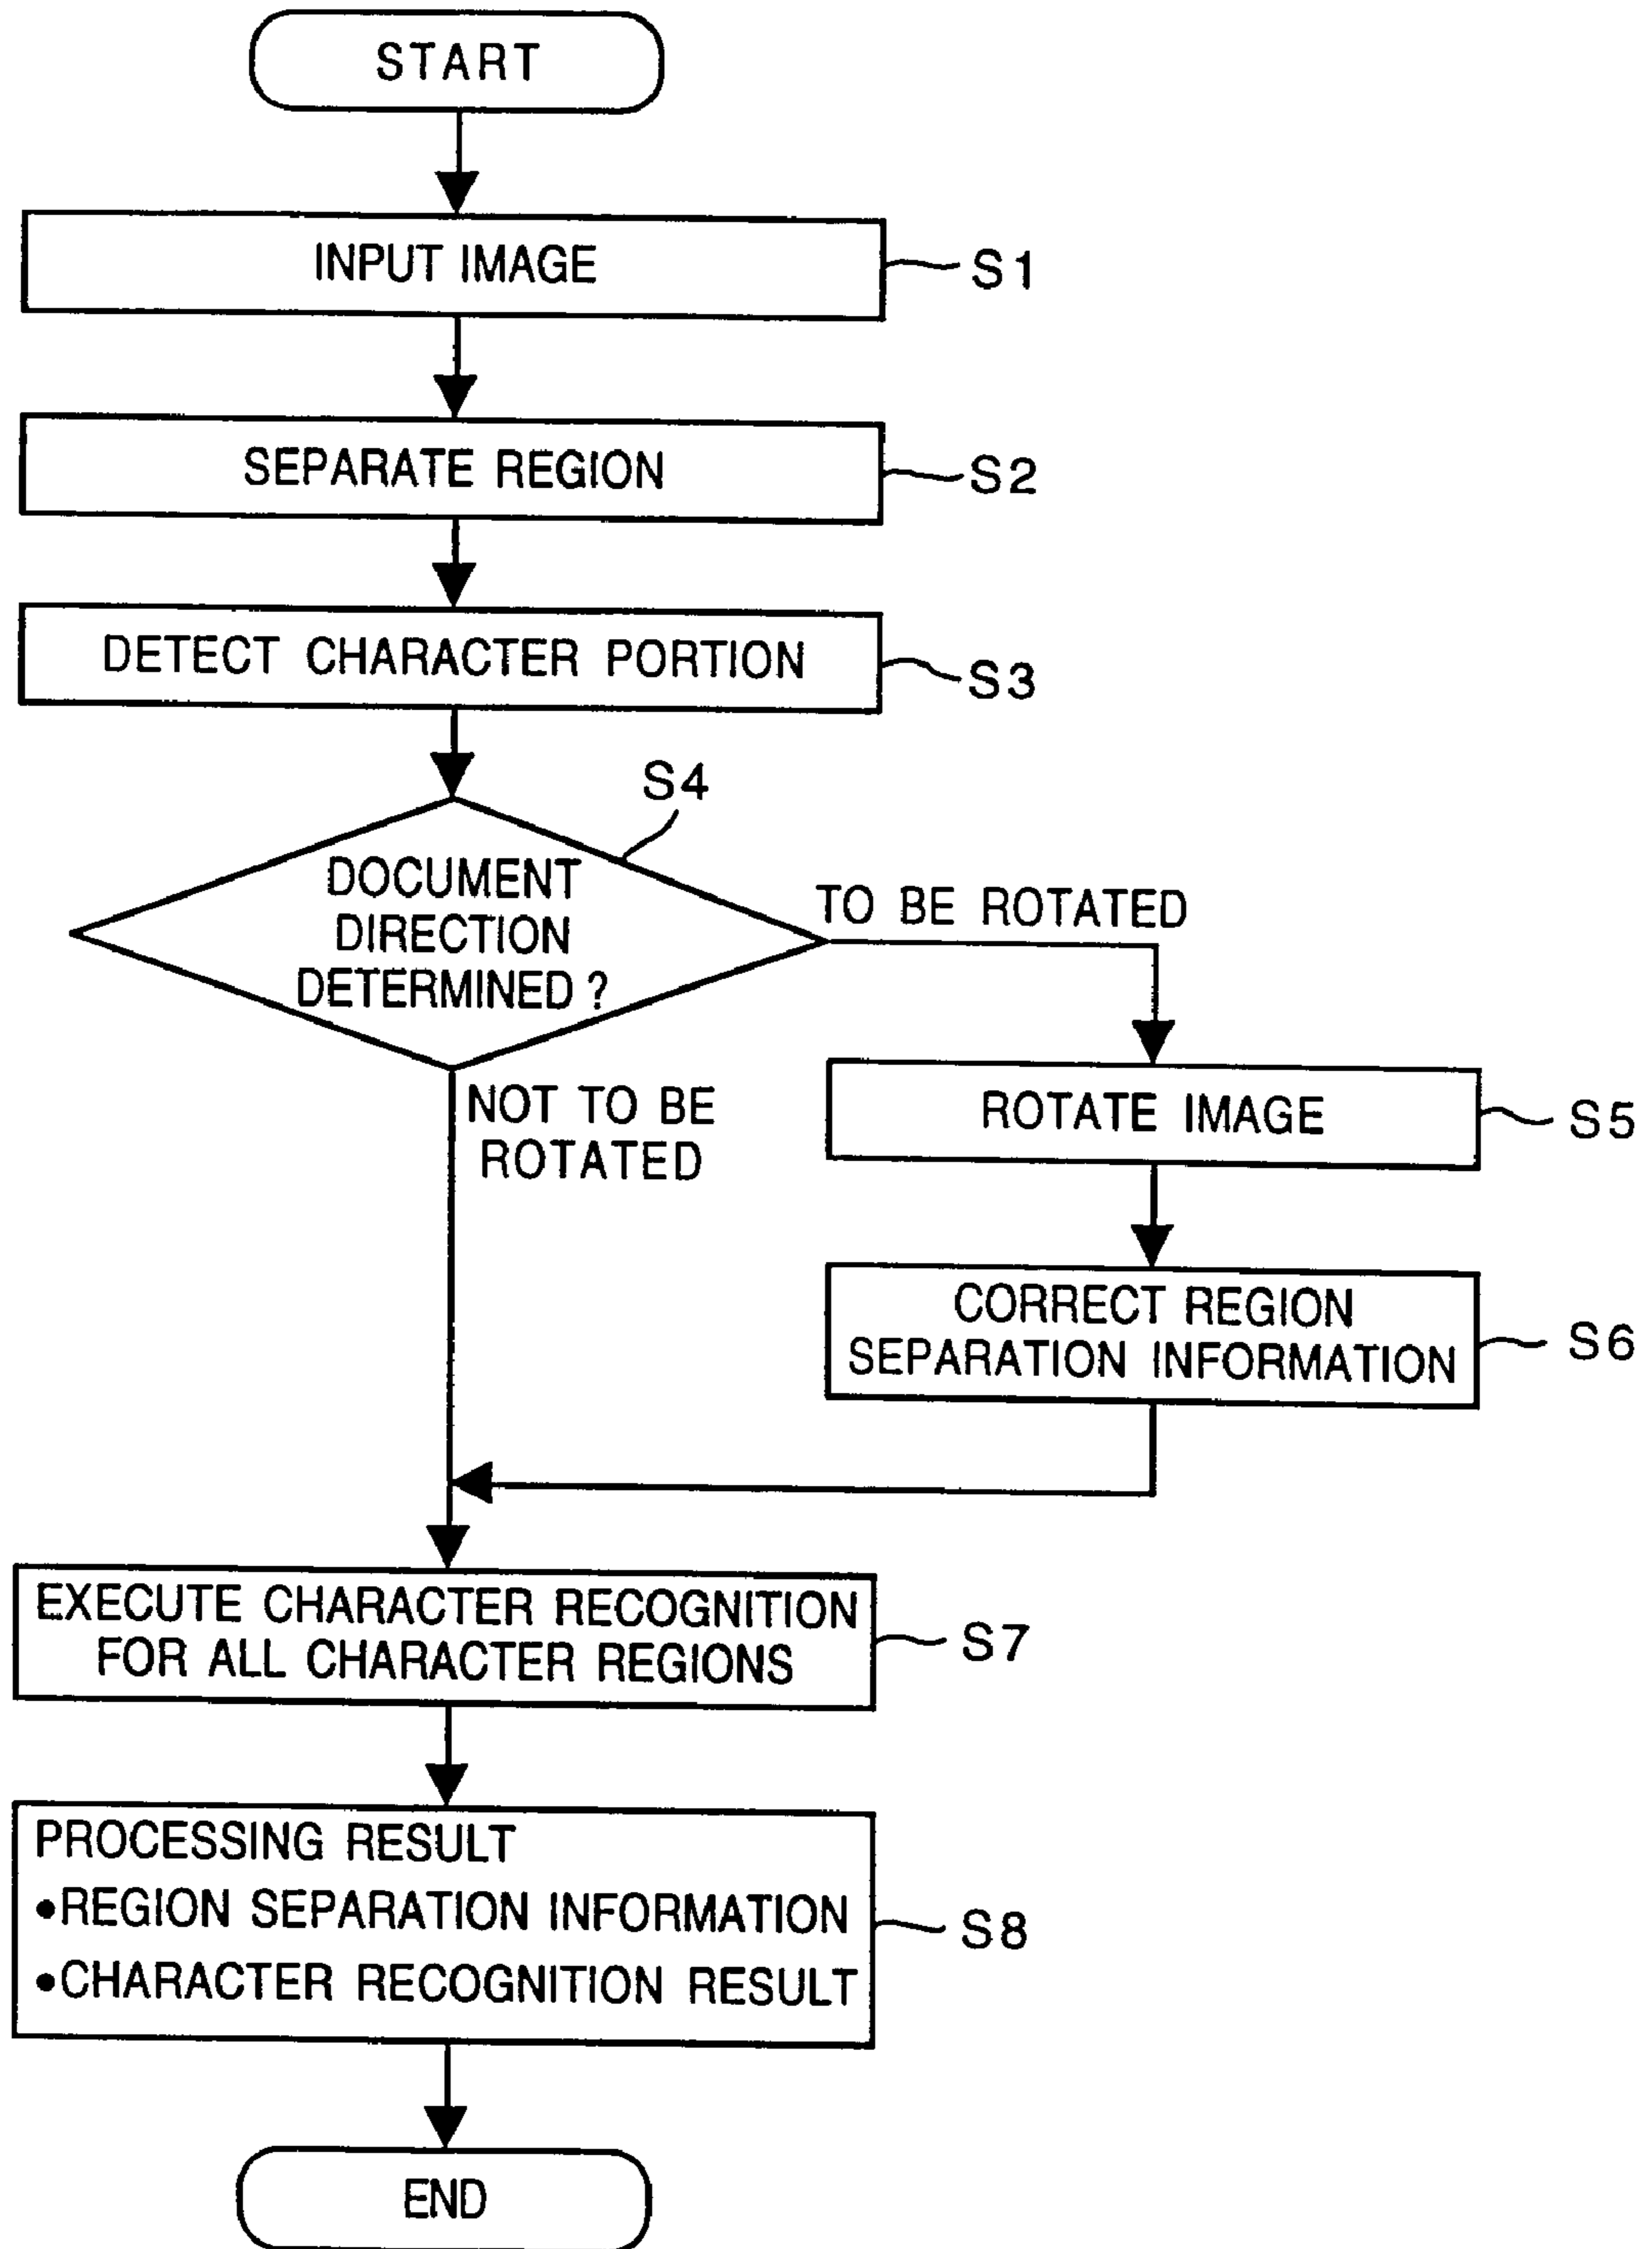 START
INPUT IMAGE
S1
SEPARATE REGION
S2
DETECT CHARACTER PORTION
S3
S4
DOCUMENT
DIRECTION
DETERMINED ?
TO BE ROTATED
NOT TO BE
ROTATED
ROTATE IMAGE
S5
CORRECT REGION
SEPARATION INFORMATION
S6
EXECUTE CHARACTER RECOGNITION
FOR ALL CHARACTER REGIONS
S7
PROCESSING RESULT
•REGION SEPARATION INFORMATION
•CHARACTER RECOGNITION RESULT
S8
END